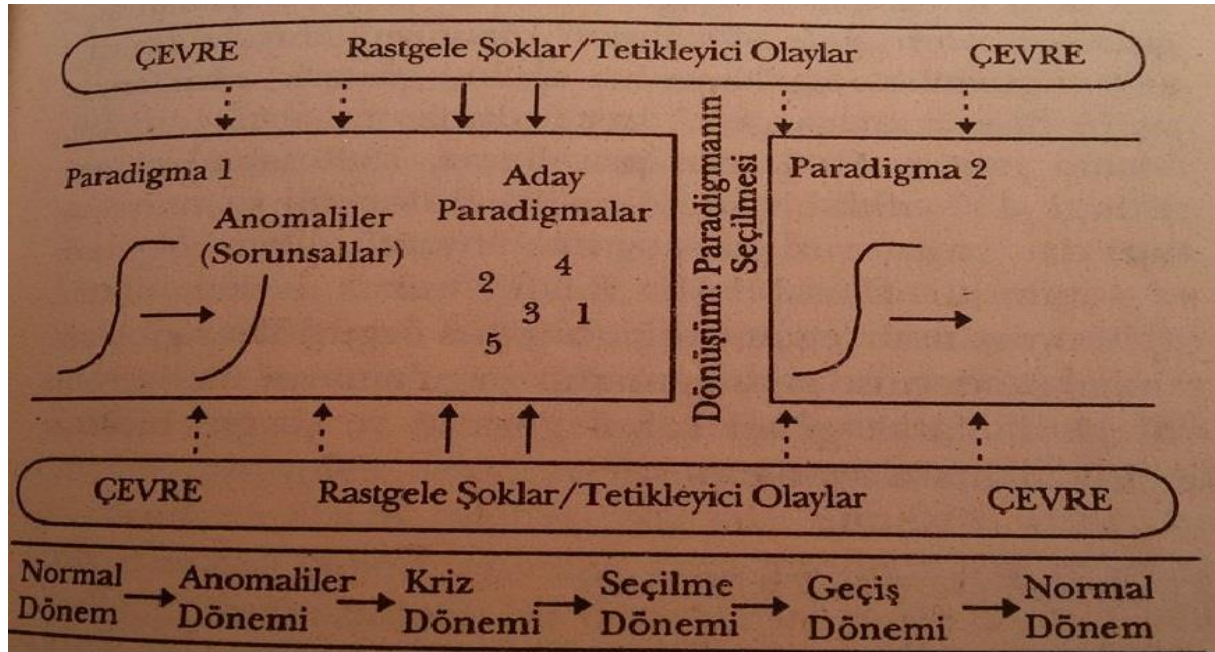 ÇEVRE Rastgele Şoklar/Tetikleyici Olaylar ÇEVRE
Paradigma 1
Anomaliler
(Sorunsallar)
Aday
Paradigmalar
2
4
3
1
5
Dönüşüm: Paradigmanın
Seçilmesi
Paradigma 2
ÇEVRE Rastgele Şoklar/Tetikleyici Olaylar ÇEVRE
Normal
Dönem
Anomaliler
Dönemi
Kriz
Dönemi
Seçilme
Dönemi
Geçiş
Dönemi
Normal
Dönem